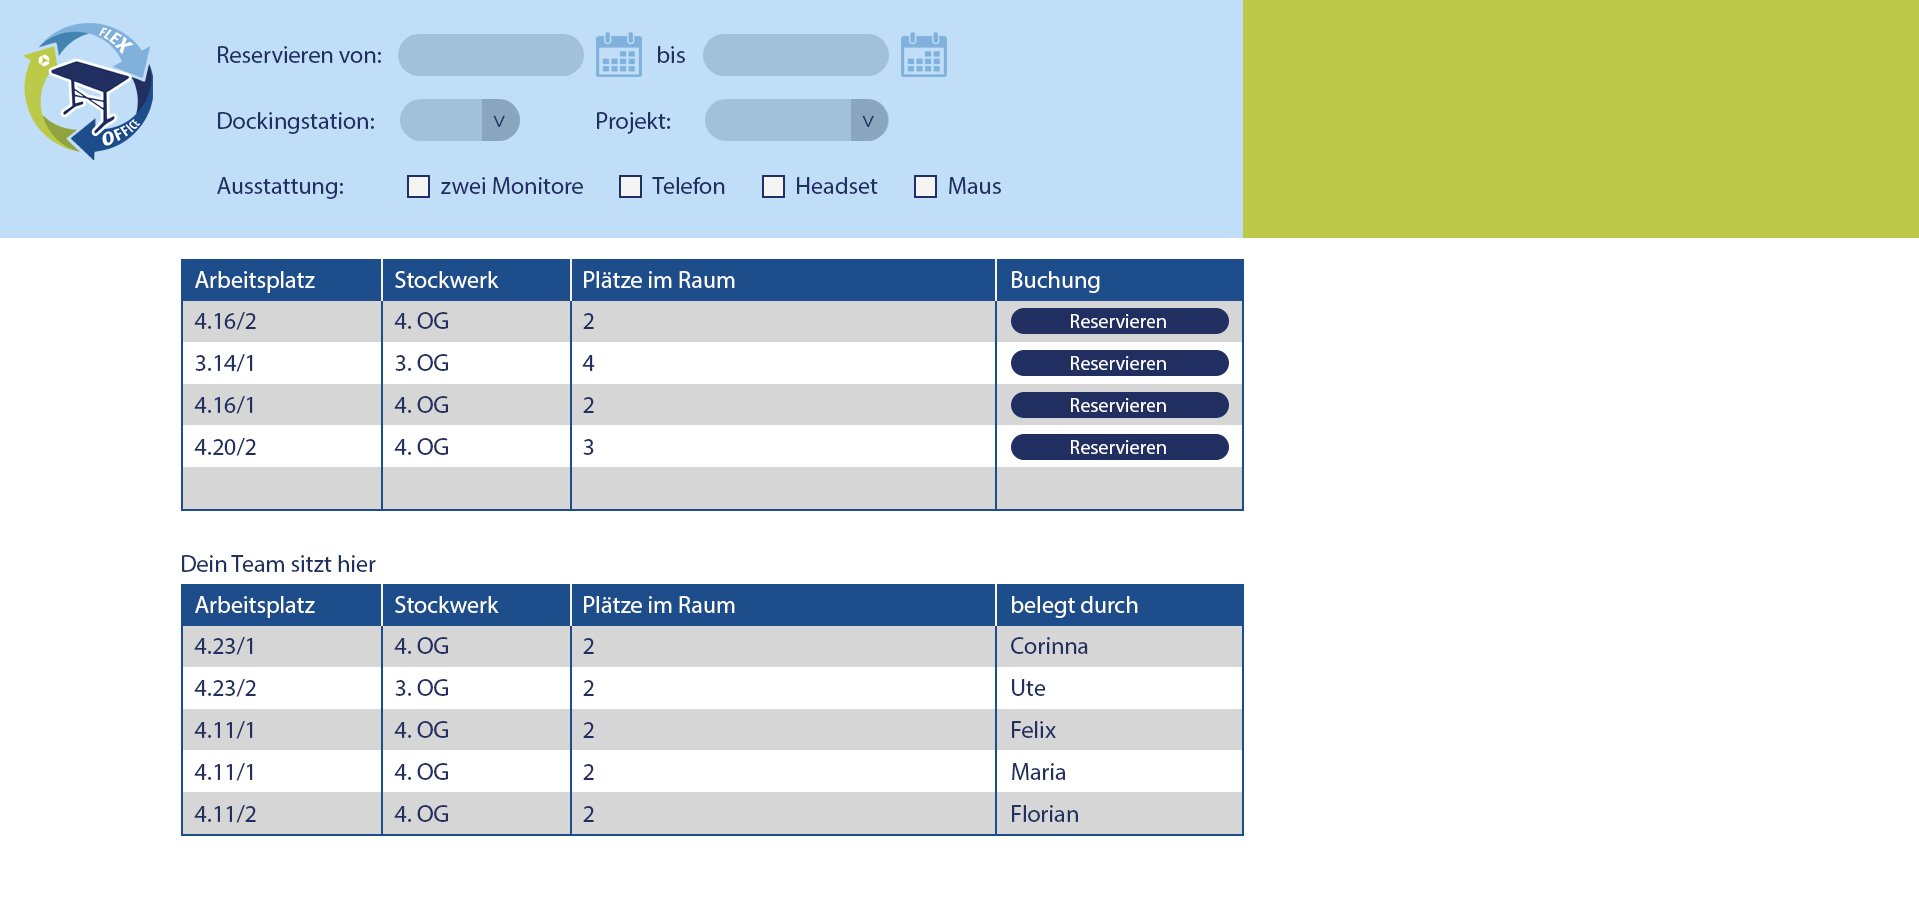 FLEX
OFFICE
Reservieren von: bis
Dockingstation: V Projekt: V
Ausstattung: zwei Monitore Telefon Headset Maus
Arbeitsplatz Stockwerk Plätze im Raum Buchung
4.16/2 4. OG 2 Reservieren
3.14/1 3. OG 4 Reservieren
4.16/1 4. OG 2 Reservieren
4.20/2 4. OG 3 Reservieren
Dein Team sitzt hier
Arbeitsplatz Stockwerk Plätze im Raum belegt durch
4.23/1 4. OG 2 Corinna
4.23/2 3. OG 2 Ute
4.11/1 4. OG 2 Felix
4.11/1 4. OG 2 Maria
4.11/2 4. OG 2 Florian